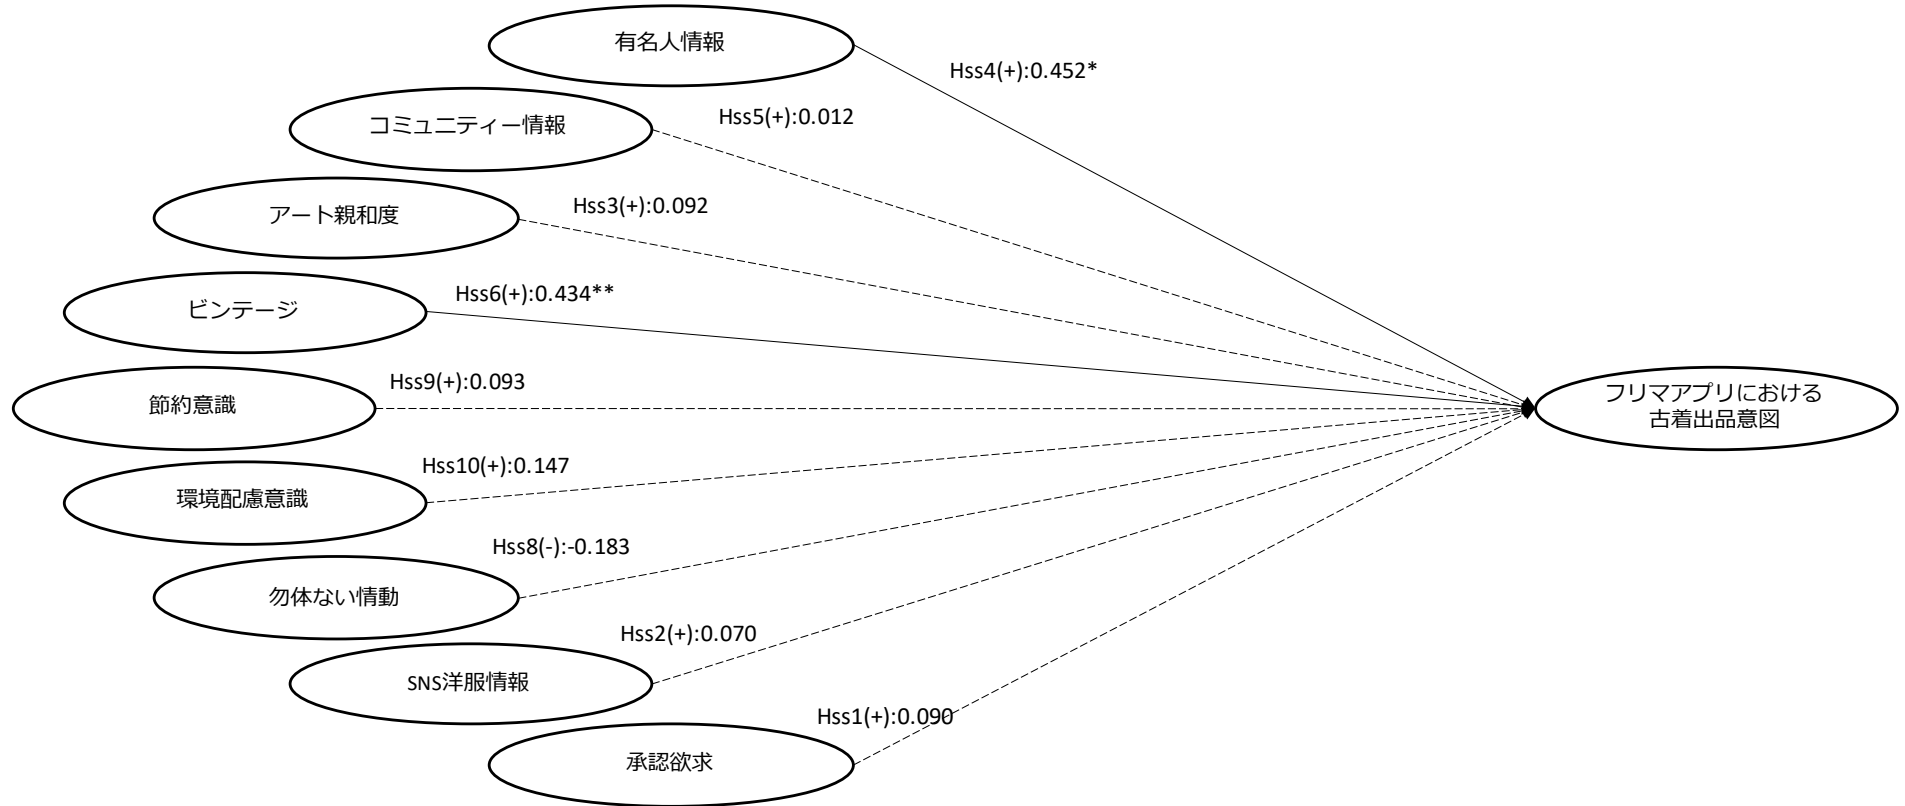 有名人情報
Hss4(+):0.452*
コミュニティー情報
Hss5(+):0.012
アート親和度
Hss3(+):0.092
ビンテージ
Hss6(+):0.434**
節約意識
Hss9(+):0.093
フリマアプリにおける
古着出品意図
環境配慮意識
Hss10(+):0.147
勿体ない情動
Hss8(-):-0.183
SNS洋服情報
Hss2(+):0.070
承認欲求
Hss1(+):0.090